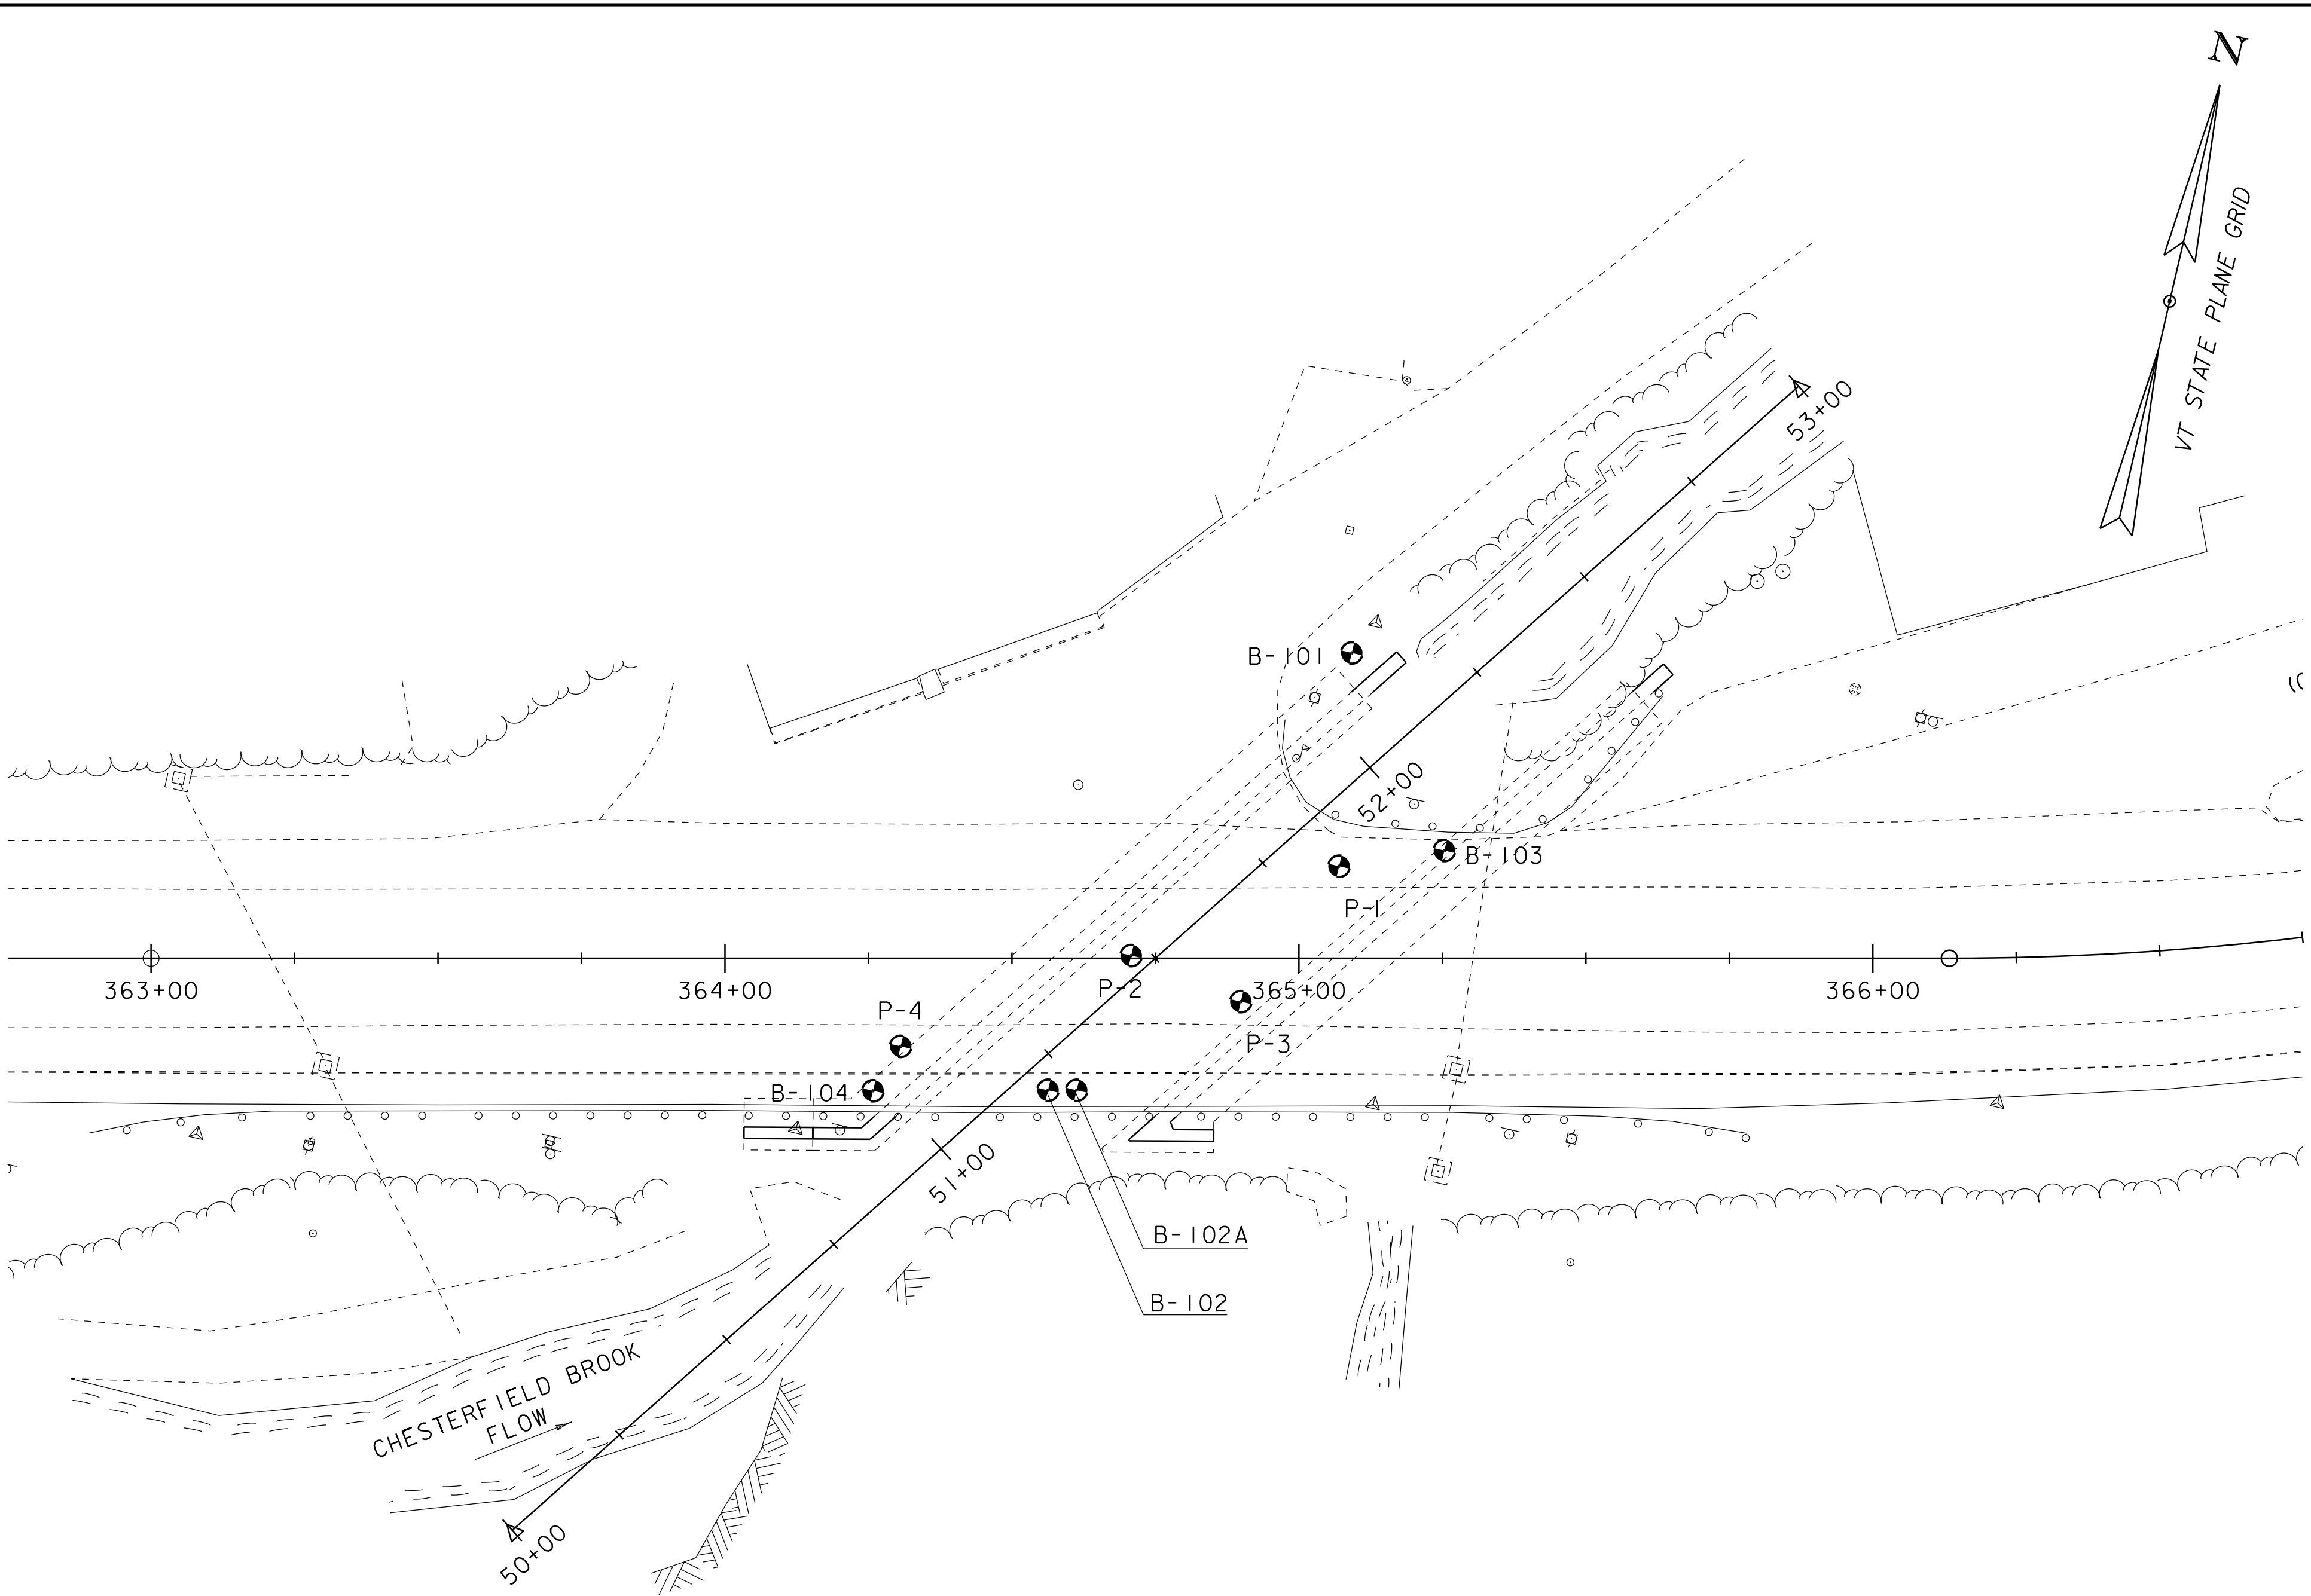 N
VT STATE PLANE GRID
53+00
B-101
52+00
B-103
P-1
363+00
364+00
P-2
365+00
366+00
P-4
P-3
B-104
51+00
B-102A
B-102
CHESTERFIELD BROOK
FLOW
50+00